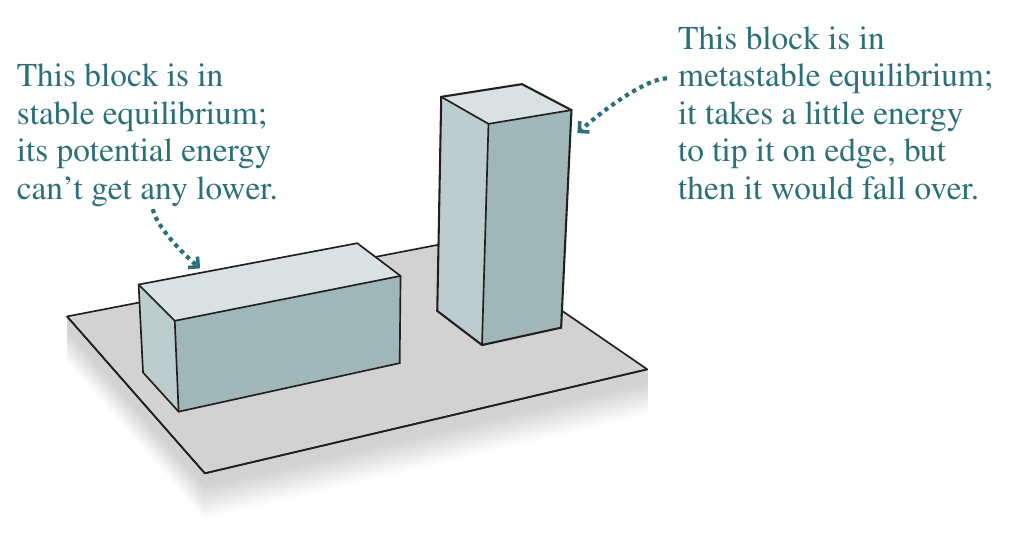 This block is in
stable equilibrium;
its potential energy
can’t get any lower.
This block is in
metastable equilibrium;
it takes a little energy
to tip it on edge, but
then it would fall over.